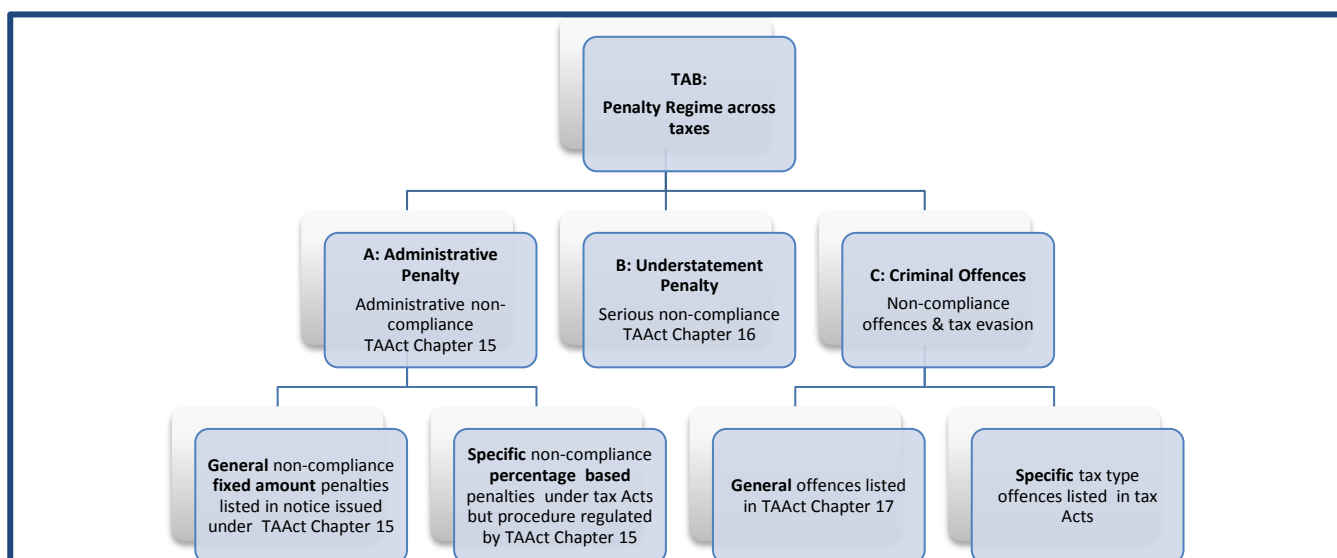 TAB:
Penalty Regime across
taxes
A: Administrative
Penalty
Administrative non-
compliance
TAAct Chapter 15
B: Understatement
Penalty
Serious non-compliance
TAAct Chapter 16
C: Criminal Offences
Non-compliance
offences & tax evasion
General non-compliance
fixed amount penalties
listed in notice issued
under TAAct Chapter 15
Specific non-compliance
percentage based
penalties under tax Acts
but procedure regulated
by TAAct Chapter 15
General offences listed
in TAAct Chapter 17
Specific tax type
offences listed in tax
Acts